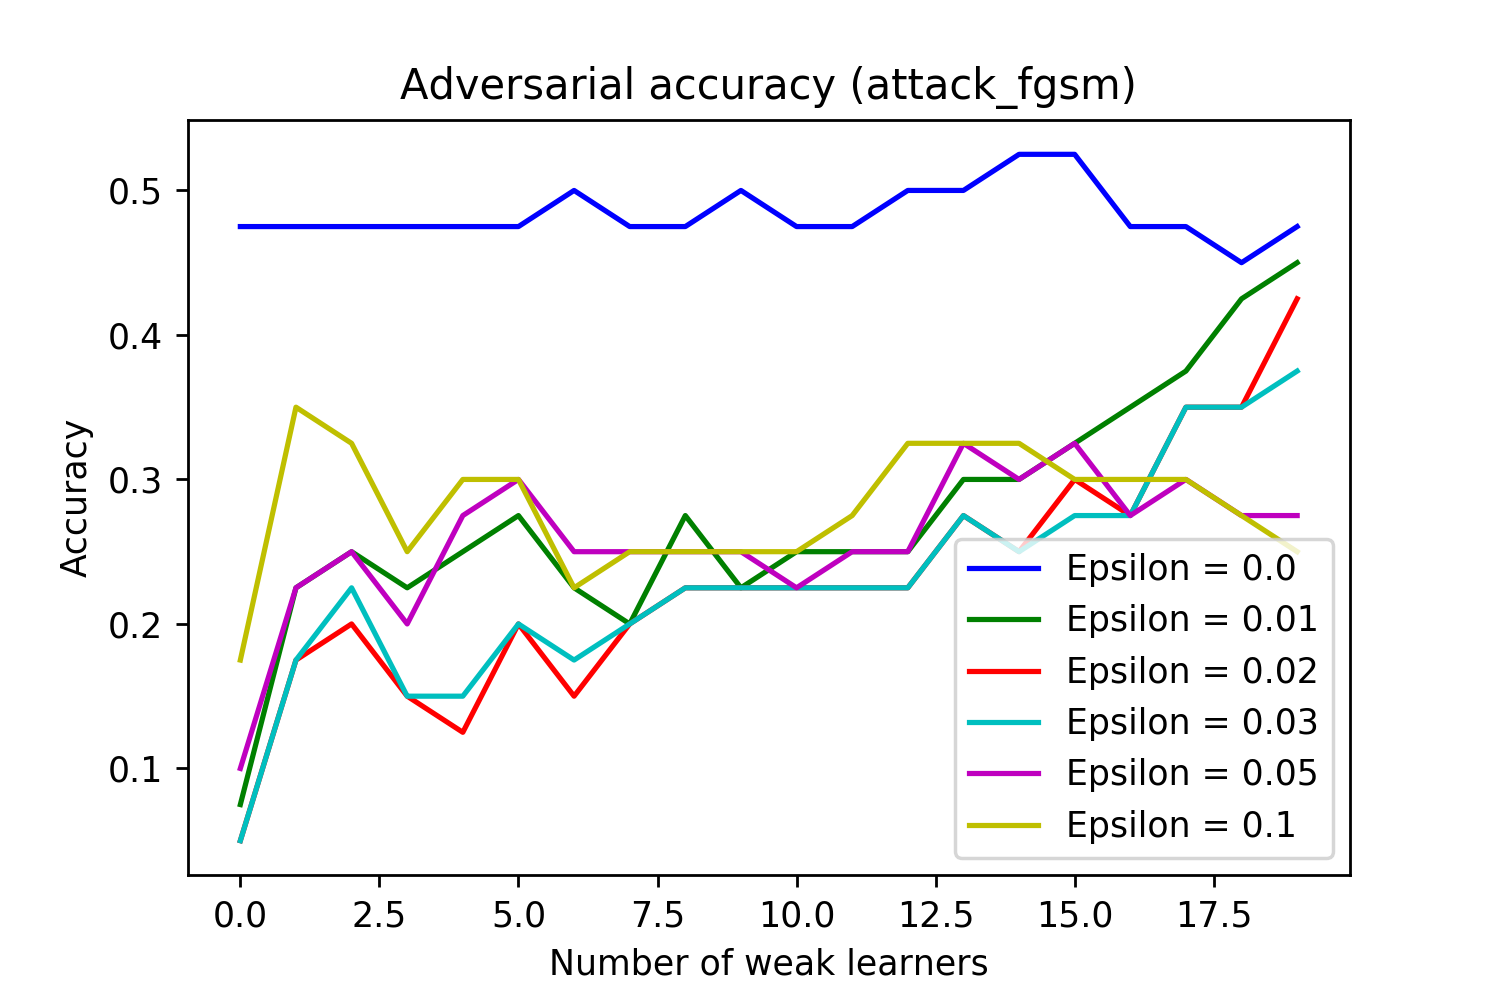 Adversarial accuracy (attack_fgsm)
Accuracy
0.5
0.4
0.3
0.2
0.1
Epsilon = 0.0
Epsilon = 0.01
Epsilon = 0.02
Epsilon = 0.03
Epsilon = 0.05
Epsilon = 0.1
0.0 2.5 5.0 7.5 10.0 12.5 15.0 17.5
Number of weak learners